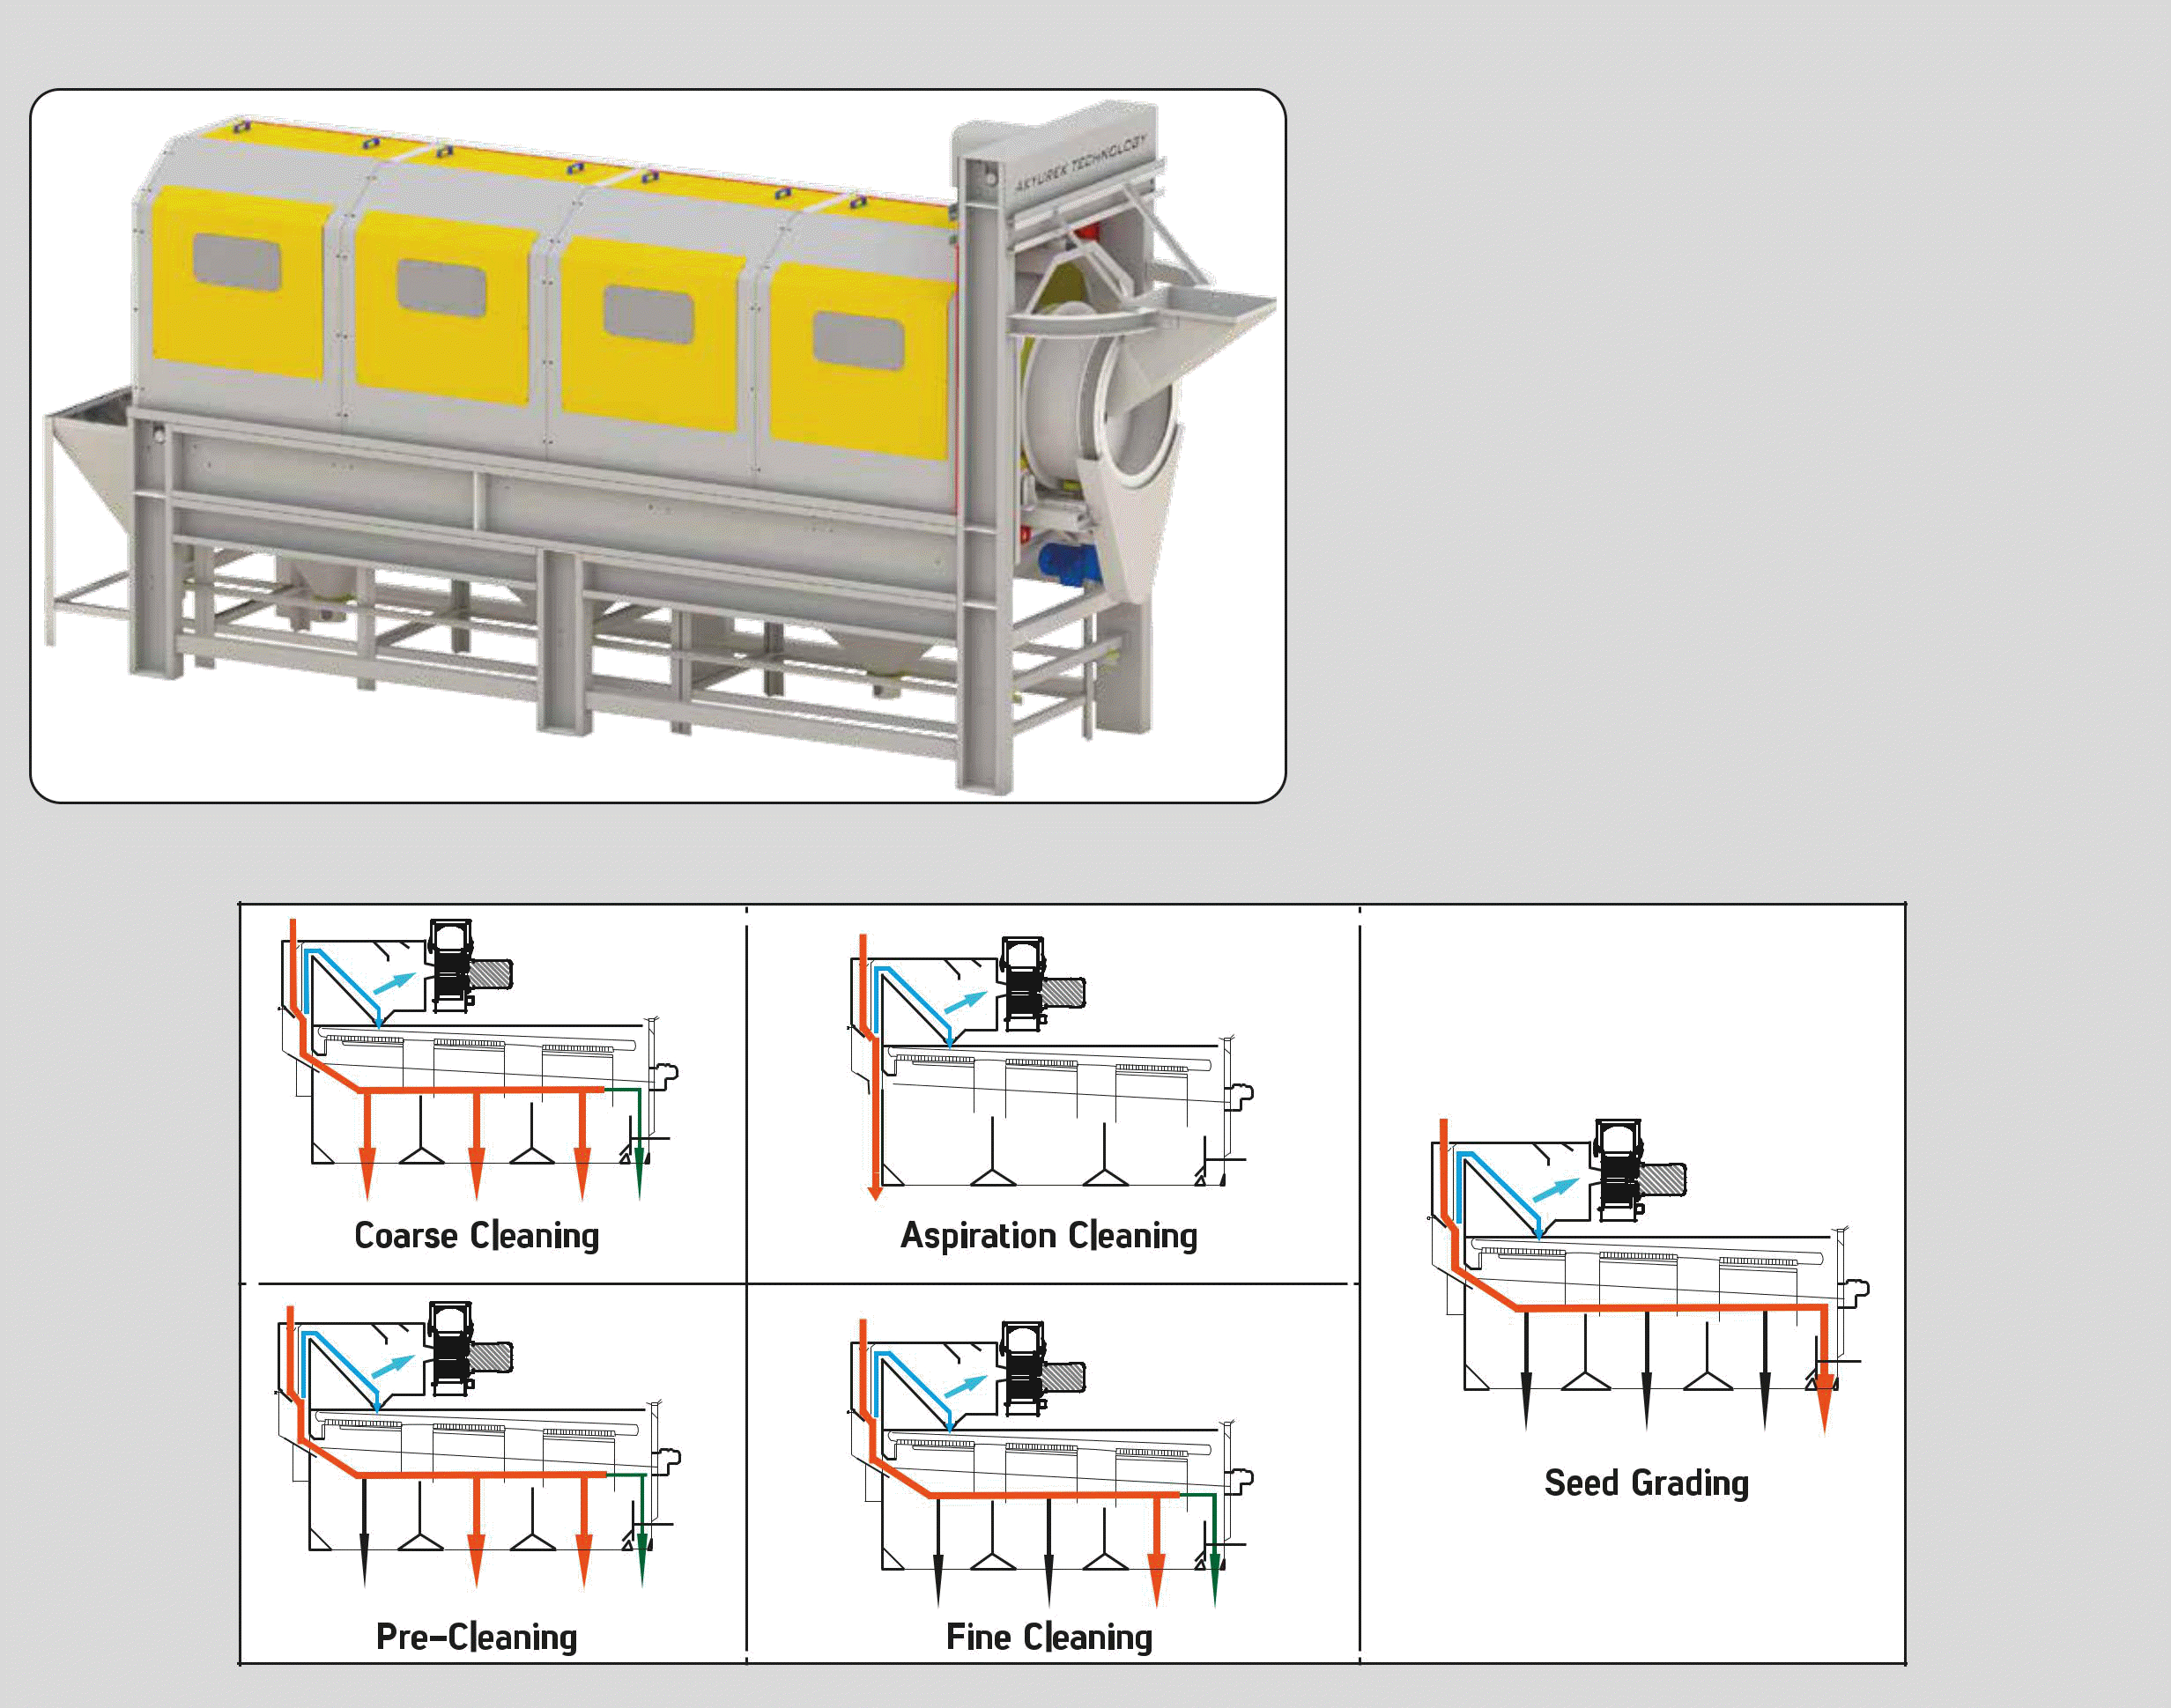 AKYUREK TECHNOLOGY
Coarse Cleaning
Aspiration Cleaning
Seed Grading
Pre-Cleaning
Fine Cleaning